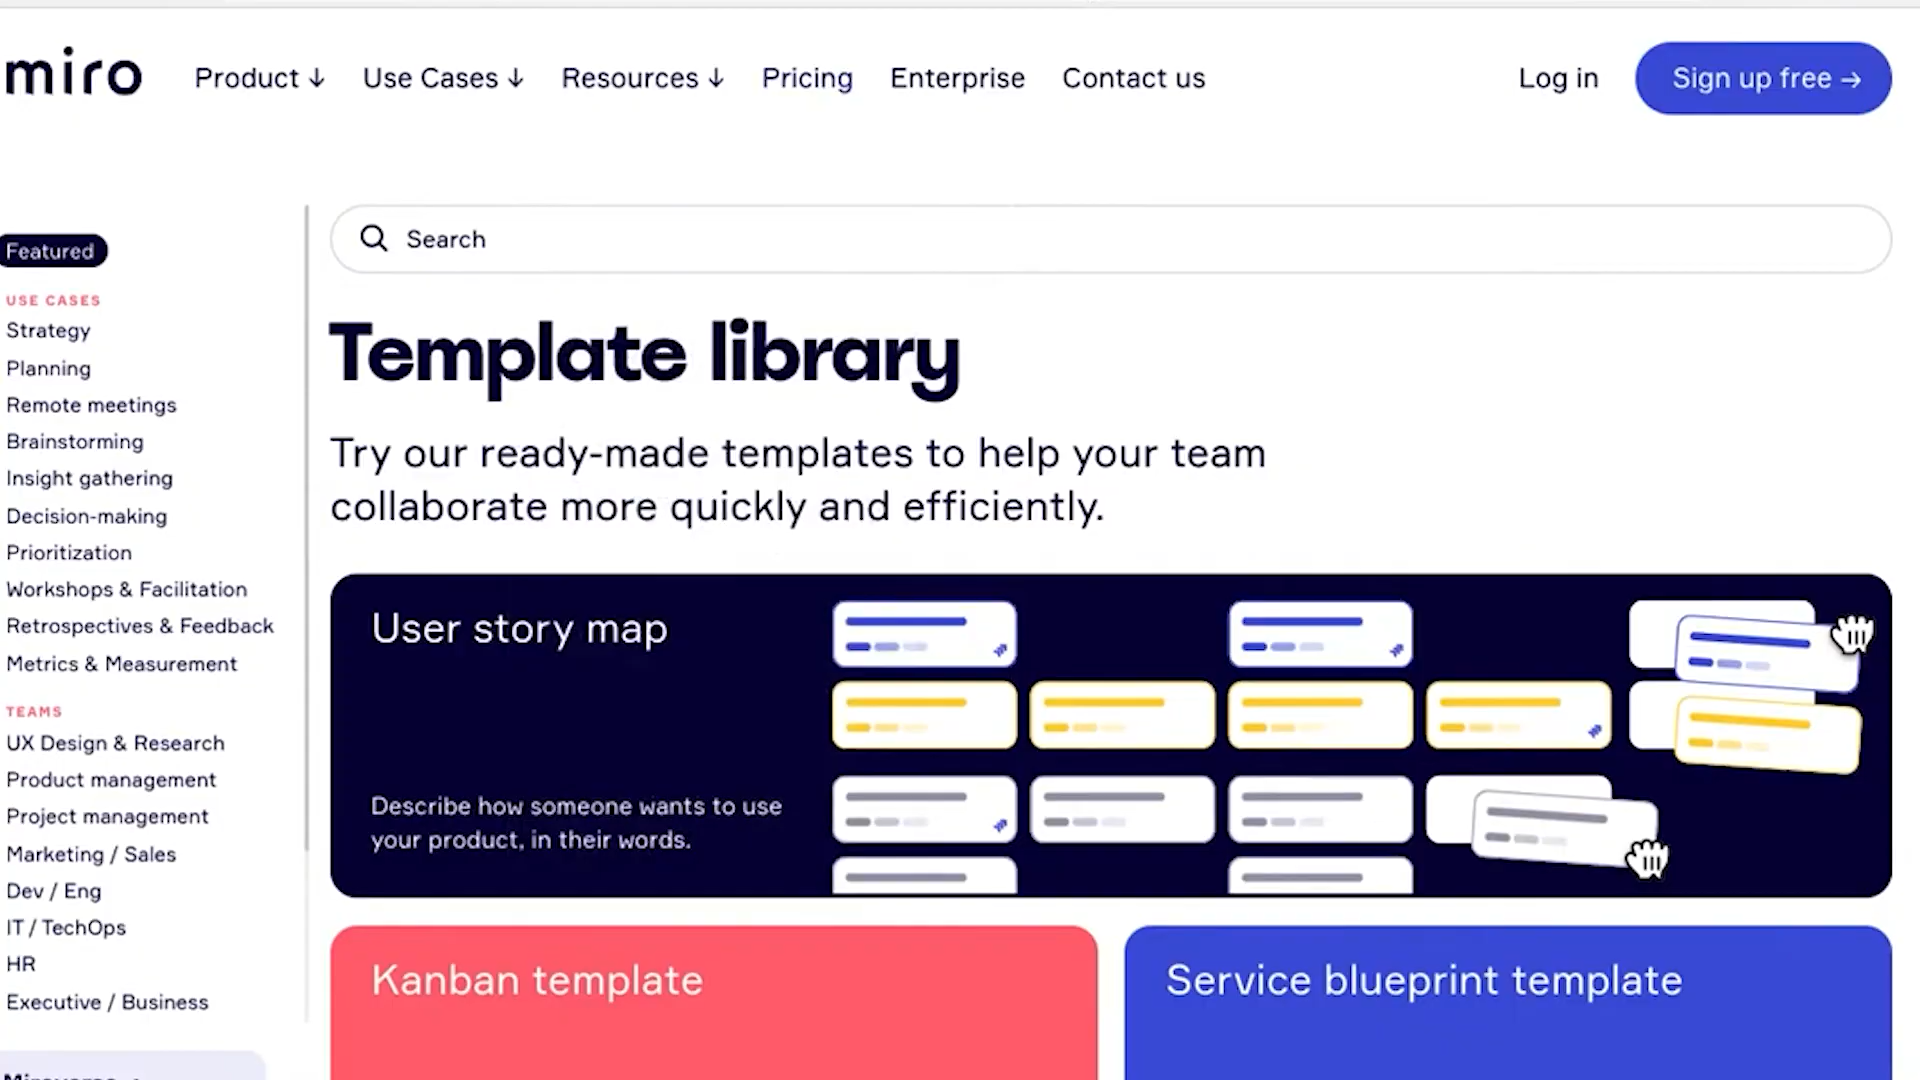 miro
Product ↓
Use Cases ↓
Resources ↓
Pricing
Enterprise
Contact us
Log in
Sign up free →
Featured
USE CASES
Strategy
Planning
Remote meetings
Brainstorming
Insight gathering
Decision-making
Prioritization
Workshops & Facilitation
Retrospectives & Feedback
Metrics & Measurement
TEAMS
UX Design & Research
Product management
Project management
Marketing / Sales
Dev / Eng
IT / TechOps
HR
Executive / Business
Search
Template library
Try our ready-made templates to help your team
collaborate more quickly and efficiently.
User story map
Describe how someone wants to use
your product, in their words.
Kanban template
Service blueprint template